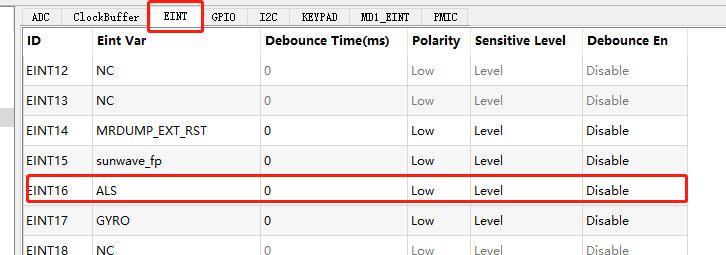 ADC ClockBuffer EINT GPIO I2C KEYPAD MD1_EINT PMIC
ID Eint Var Debounce Time(ms) Polarity Sensitive Level Debounce En
EINT12 NC 0 Low Level Disable
EINT13 NC 0 Low Level Disable
EINT14 MRDUMP_EXT_RST 0 Low Level Disable
EINT15 sunwave_fp 0 Low Level Disable
EINT16 ALS 0 Low Level Disable
EINT17 GYRO 0 Low Level Disable
EINT18 NC 0 Low Level Disable